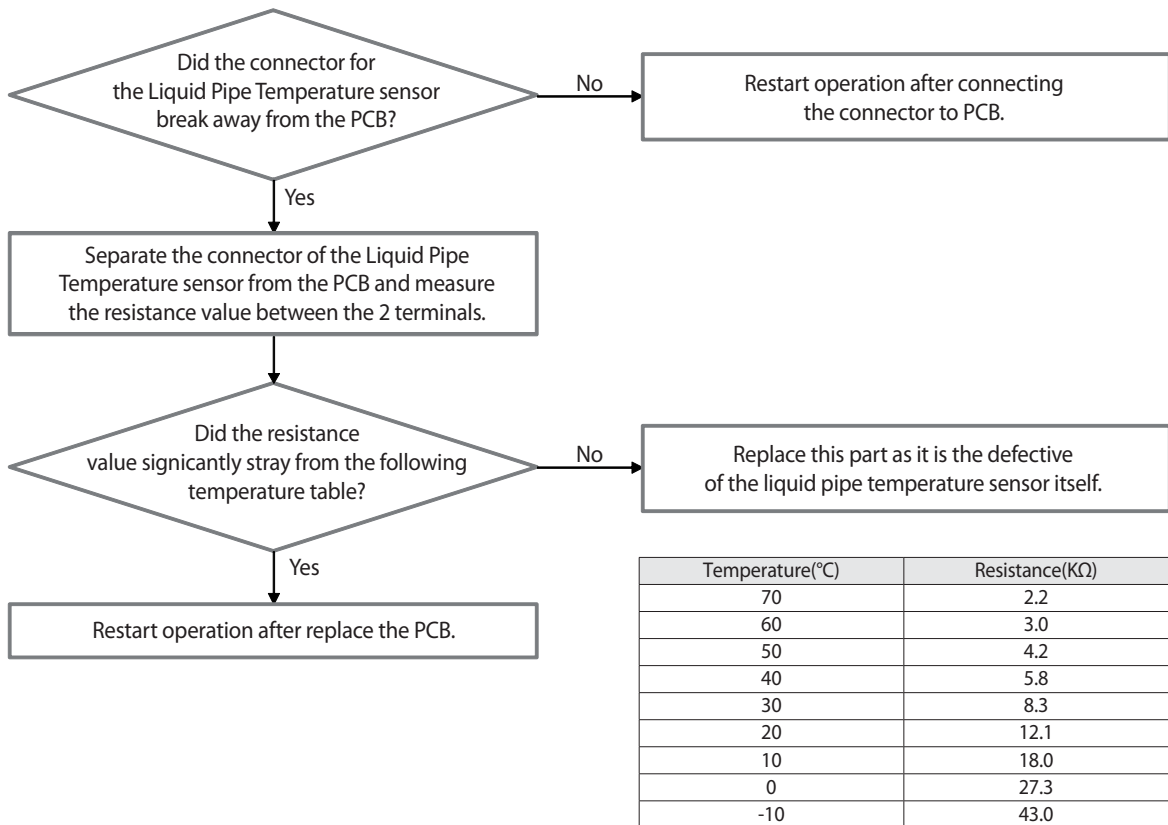 Did the connector for
the Liquid Pipe Temperature sensor
break away from the PCB?
No
Restart operation after connecting
the connector to PCB.
Yes
Separate the connector of the Liquid Pipe
Temperature sensor from the PCB and measure
the resistance value between the 2 terminals.
Did the resistance
value signicantly stray from the following
temperature table?
No
Replace this part as it is the defective
of the liquid pipe temperature sensor itself.
Yes
Restart operation after replace the PCB.
Temperature(°C) Resistance(KΩ)
70 2.2
60 3.0
50 4.2
40 5.8
30 8.3
20 12.1
10 18.0
0 27.3
-10 43.0